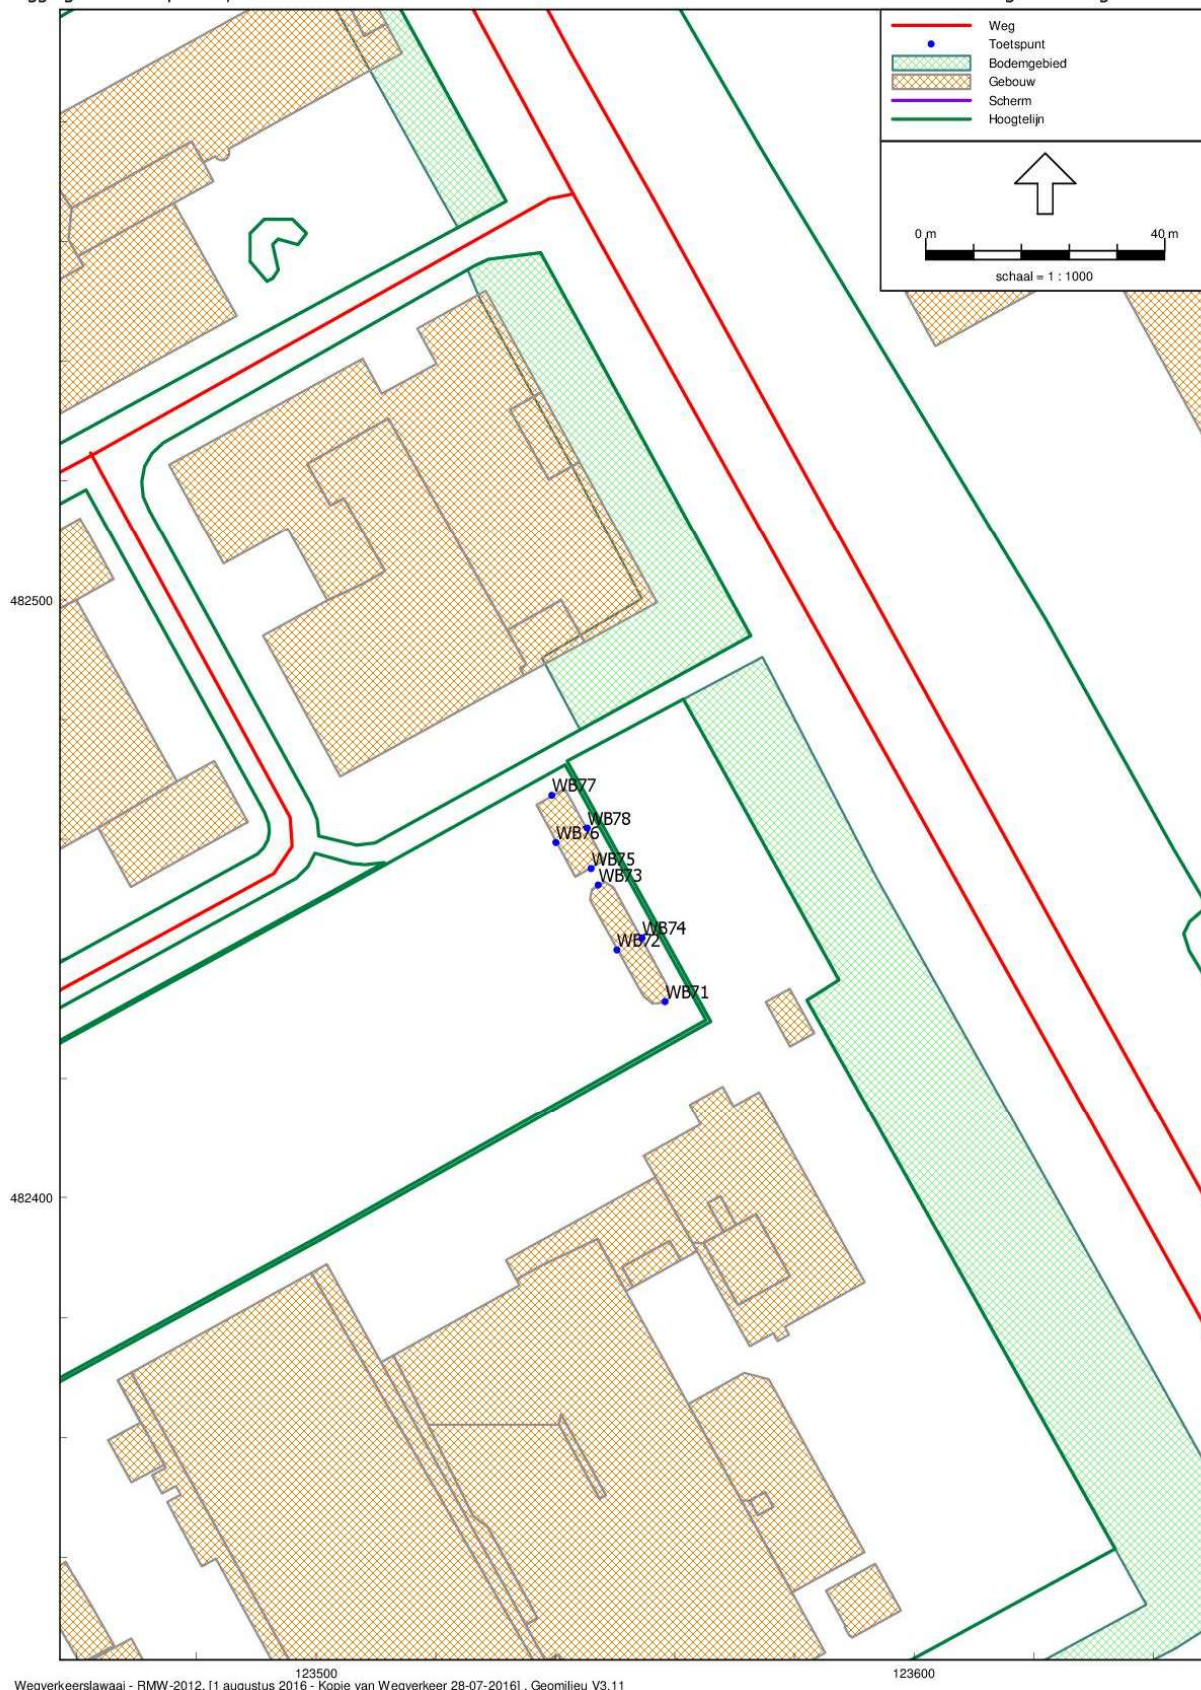 Weg
Toetspunt
Bodemgebied
Gebouw
Scherm
Hoogtelijn
0 m
40 m
schaal = 1 : 1000
482500
WB77
WB78
WB76
WB75
WB73
WB74
WB72
WB71
482400
123500
123600
Wegverkeerslawaai - RMW-2012, [1 augustus 2016 - Kopie van Wegverkeer 28-07-2016] , Geomilieu V3.11